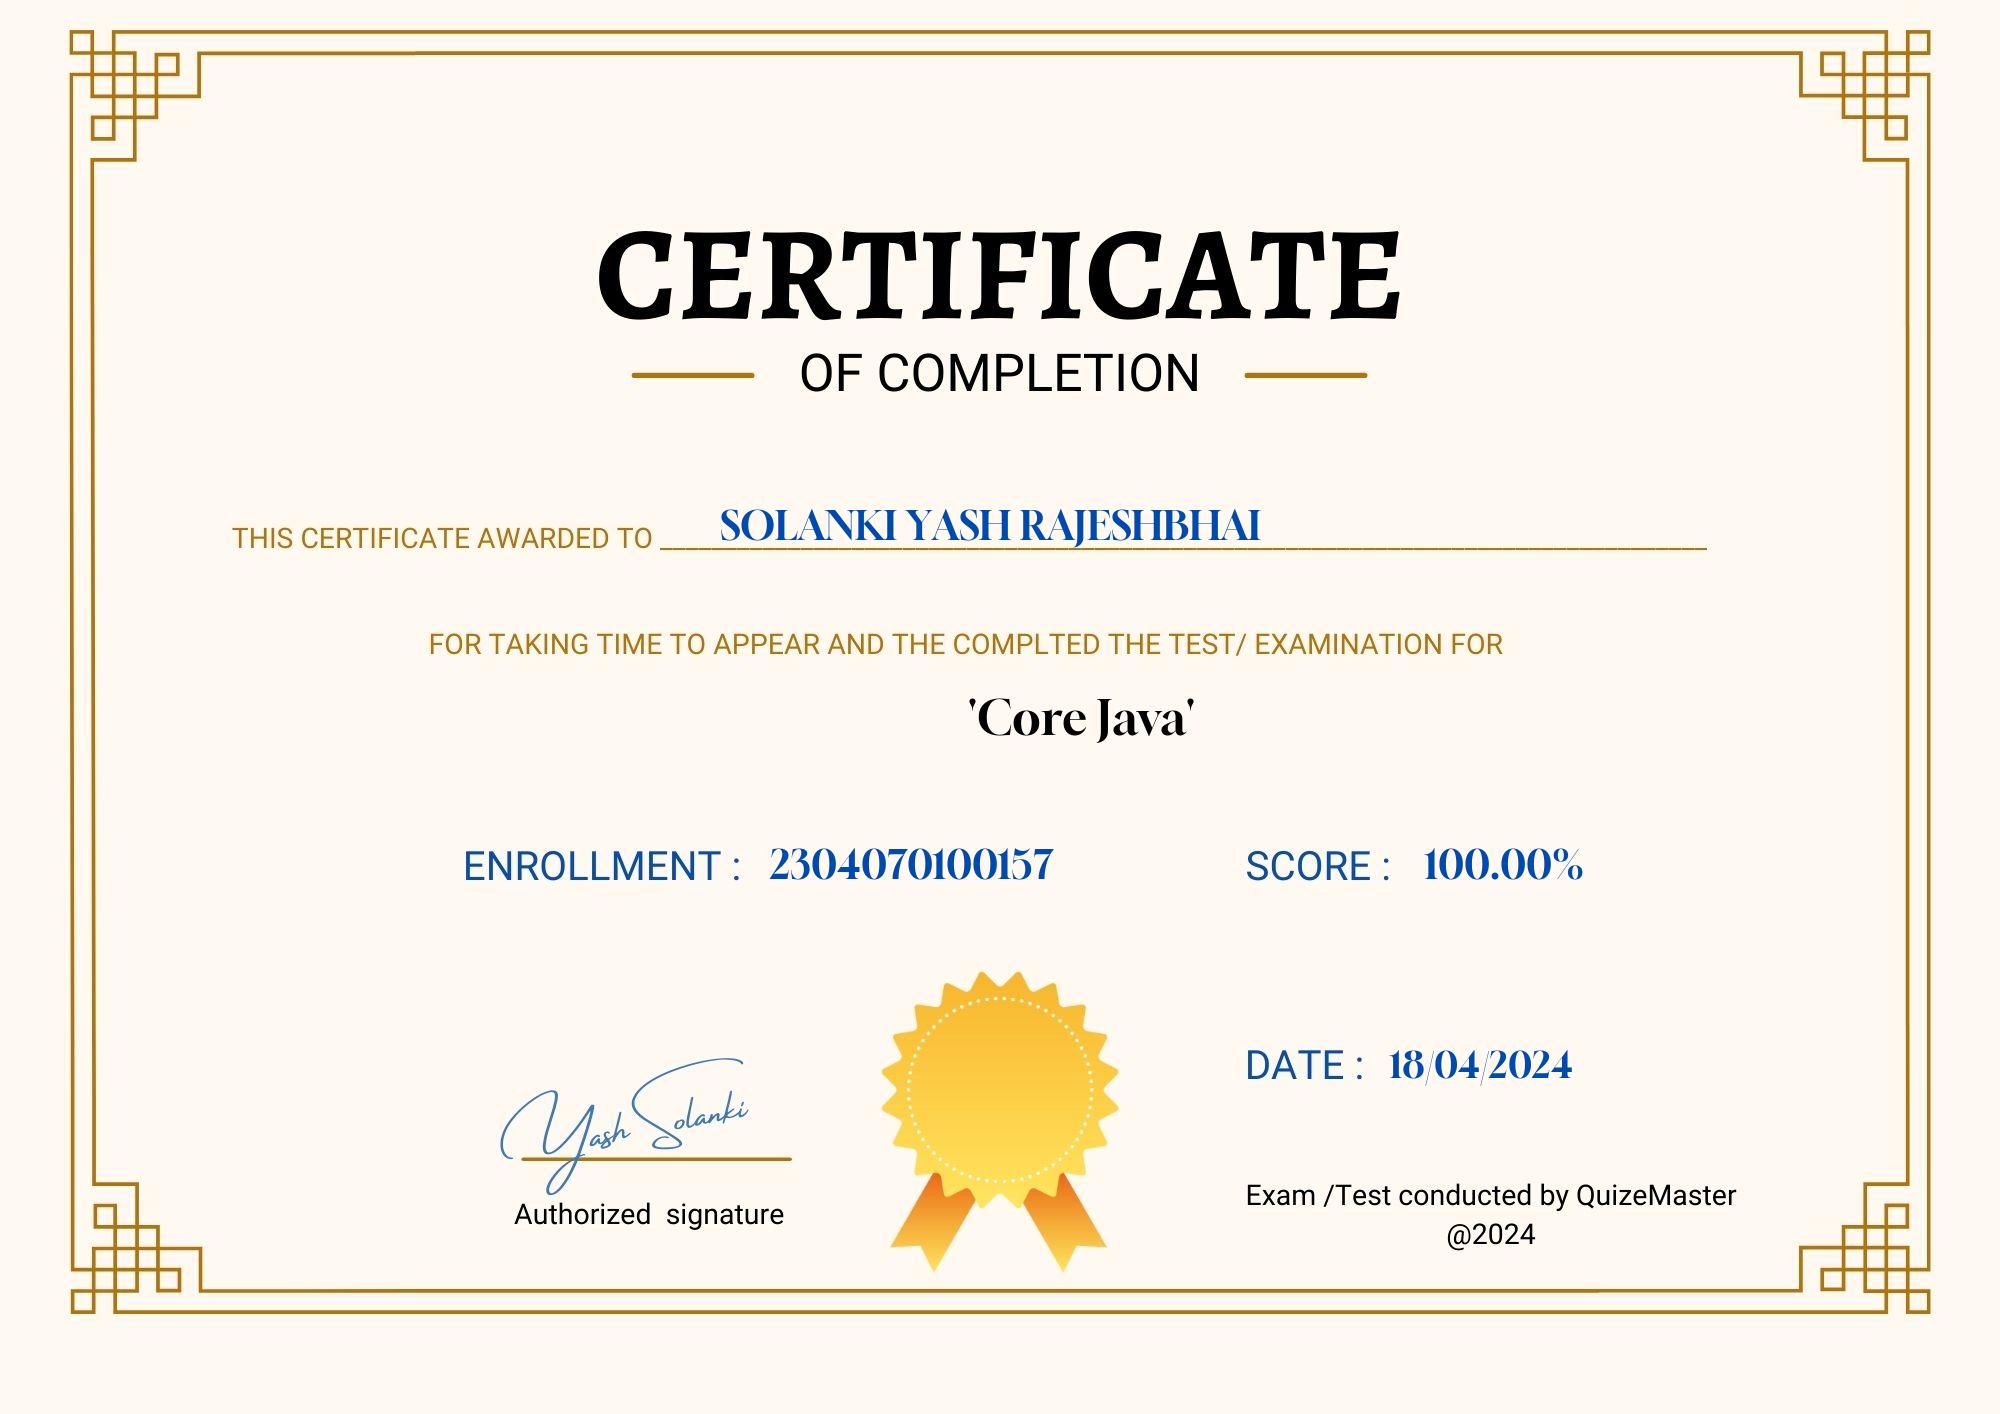 CERTIFICATE
OF COMPLETION
THIS CERTIFICATE AWARDED TO SOLANKI YASH RAJESHBHAI
FOR TAKING TIME TO APPEAR AND THE COMPLTED THE TEST/ EXAMINATION FOR
'Core Java'
ENROLLMENT : 2304070100157
SCORE : 100.00%
DATE : 18/04/2024
Yash Solanki
Authorized signature
Exam /Test conducted by QuizeMaster
@2024